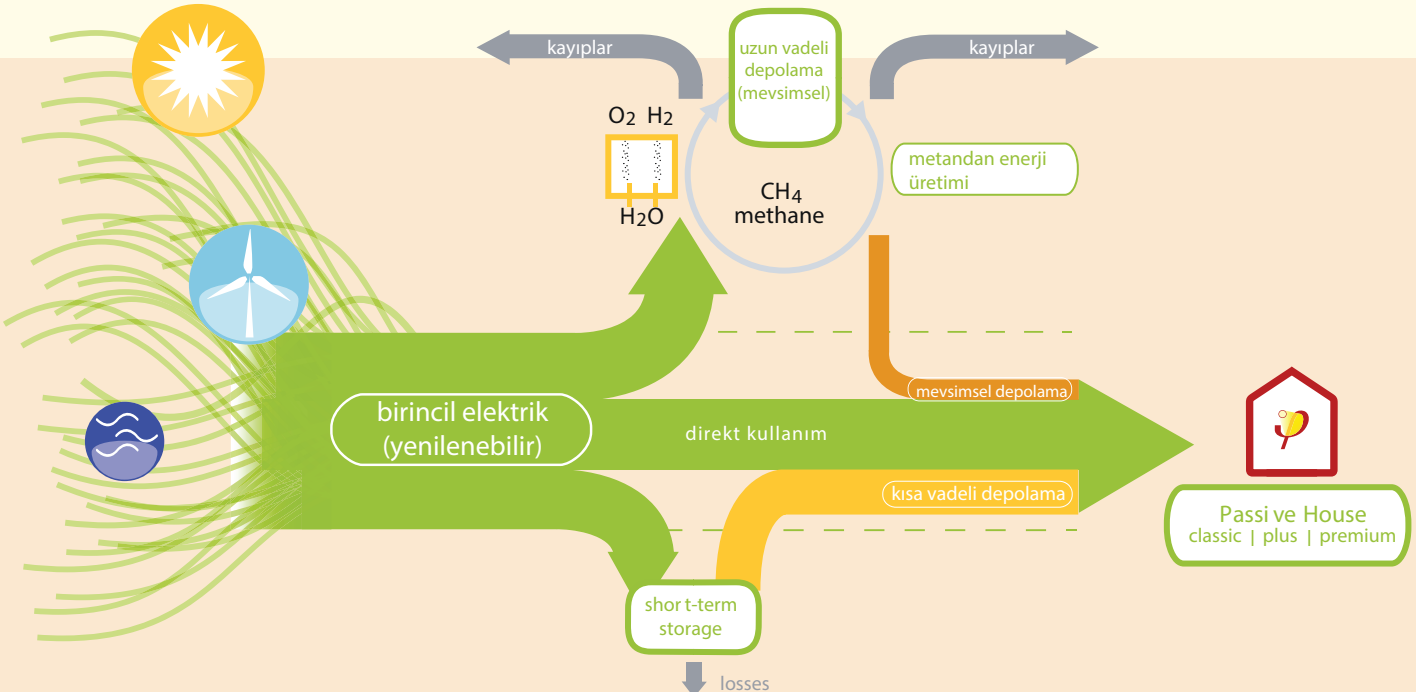 kayıplar
uzun vadeli
depolama
(mevsimsel)
kayıplar
O2 H2
H2O
CH4
methane
metandan enerji
üretimi
birincil elektrik
(yenilenebilir)
direkt kullanım
mevsimsel depolama
kısa vadeli depolama
Passi ve House
classic | plus | premium
shor t-term
storage
losses